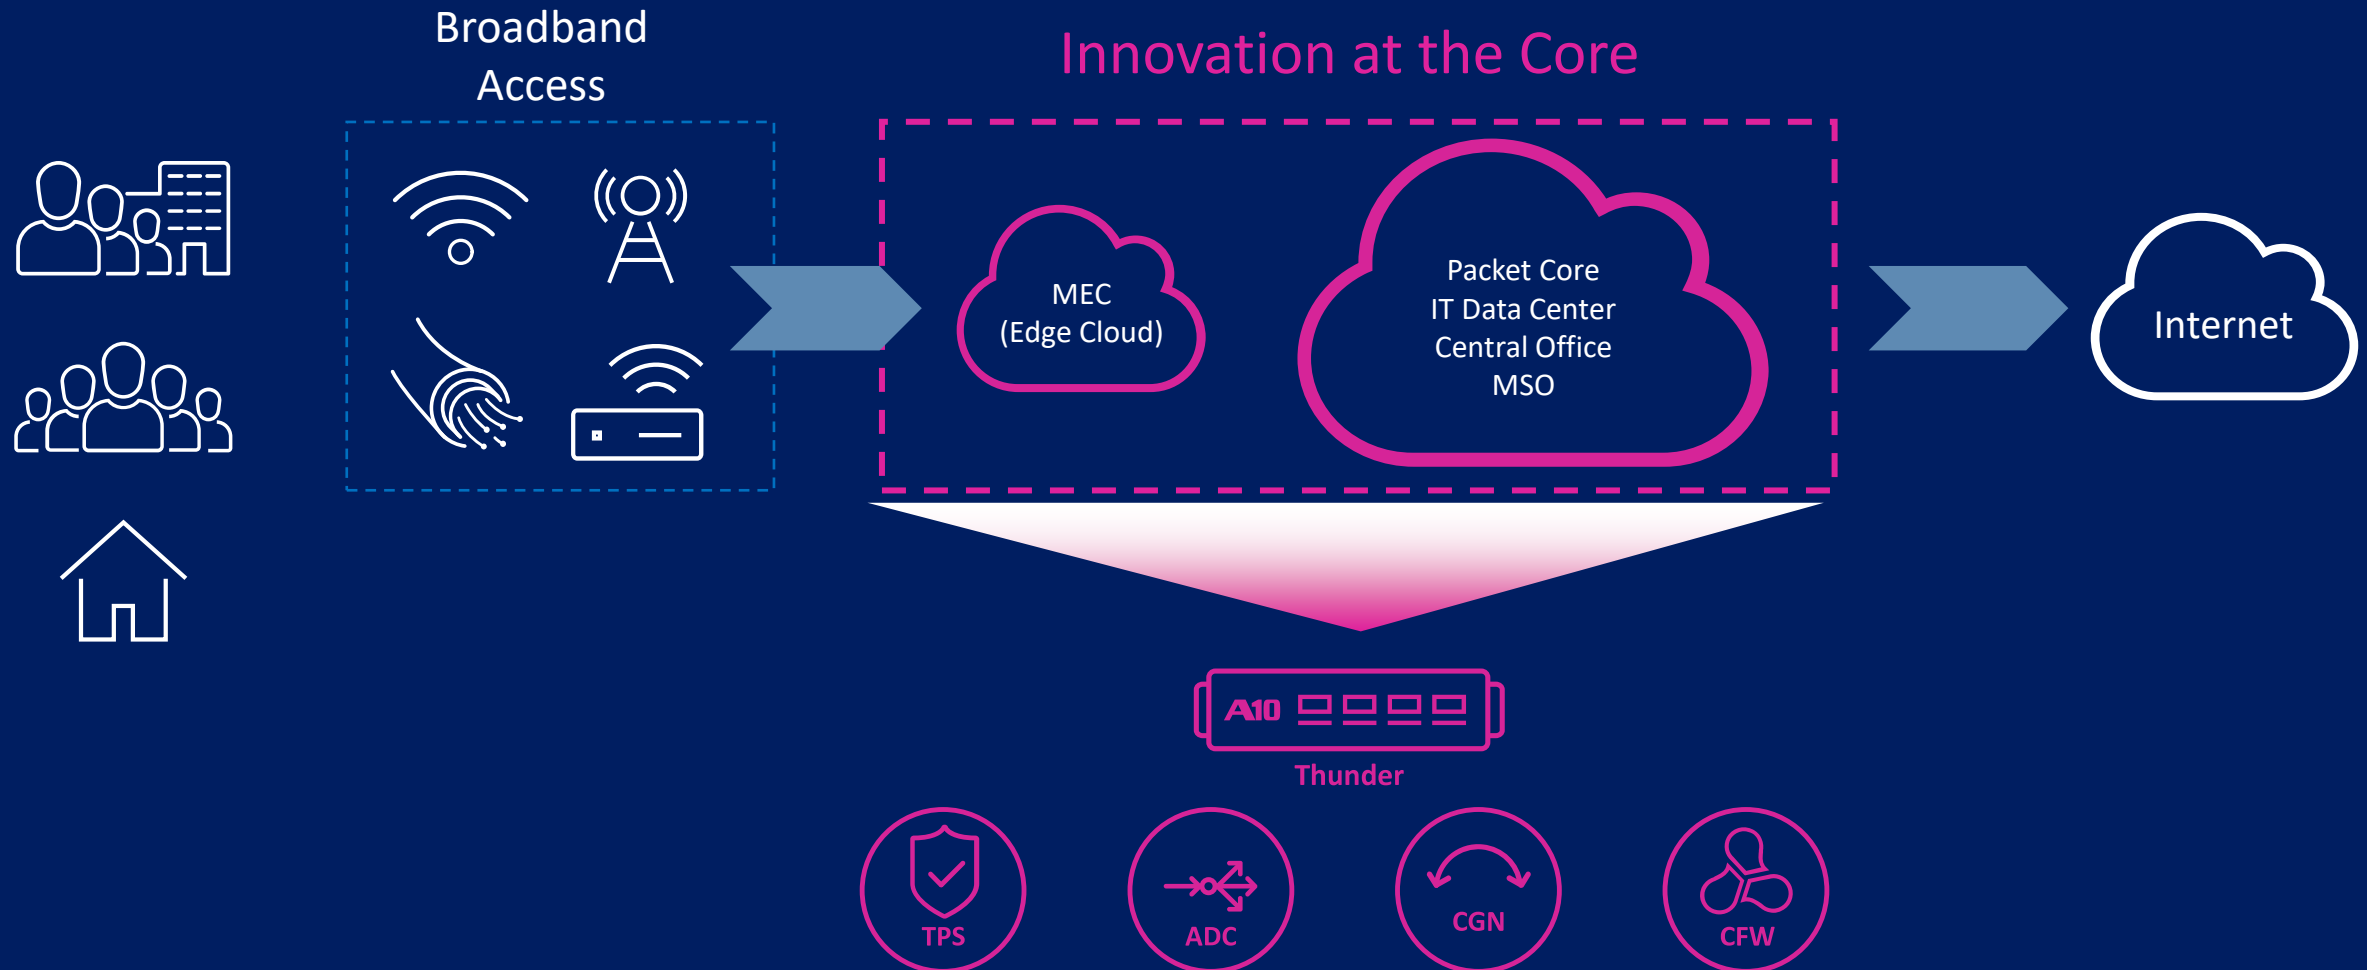 Broadband
Access
Innovation at the Core
MEC
(Edge Cloud)
Packet Core
IT Data Center
Central Office
MSO
Internet
A10
Thunder
TPS
ADC
CGN
CFW